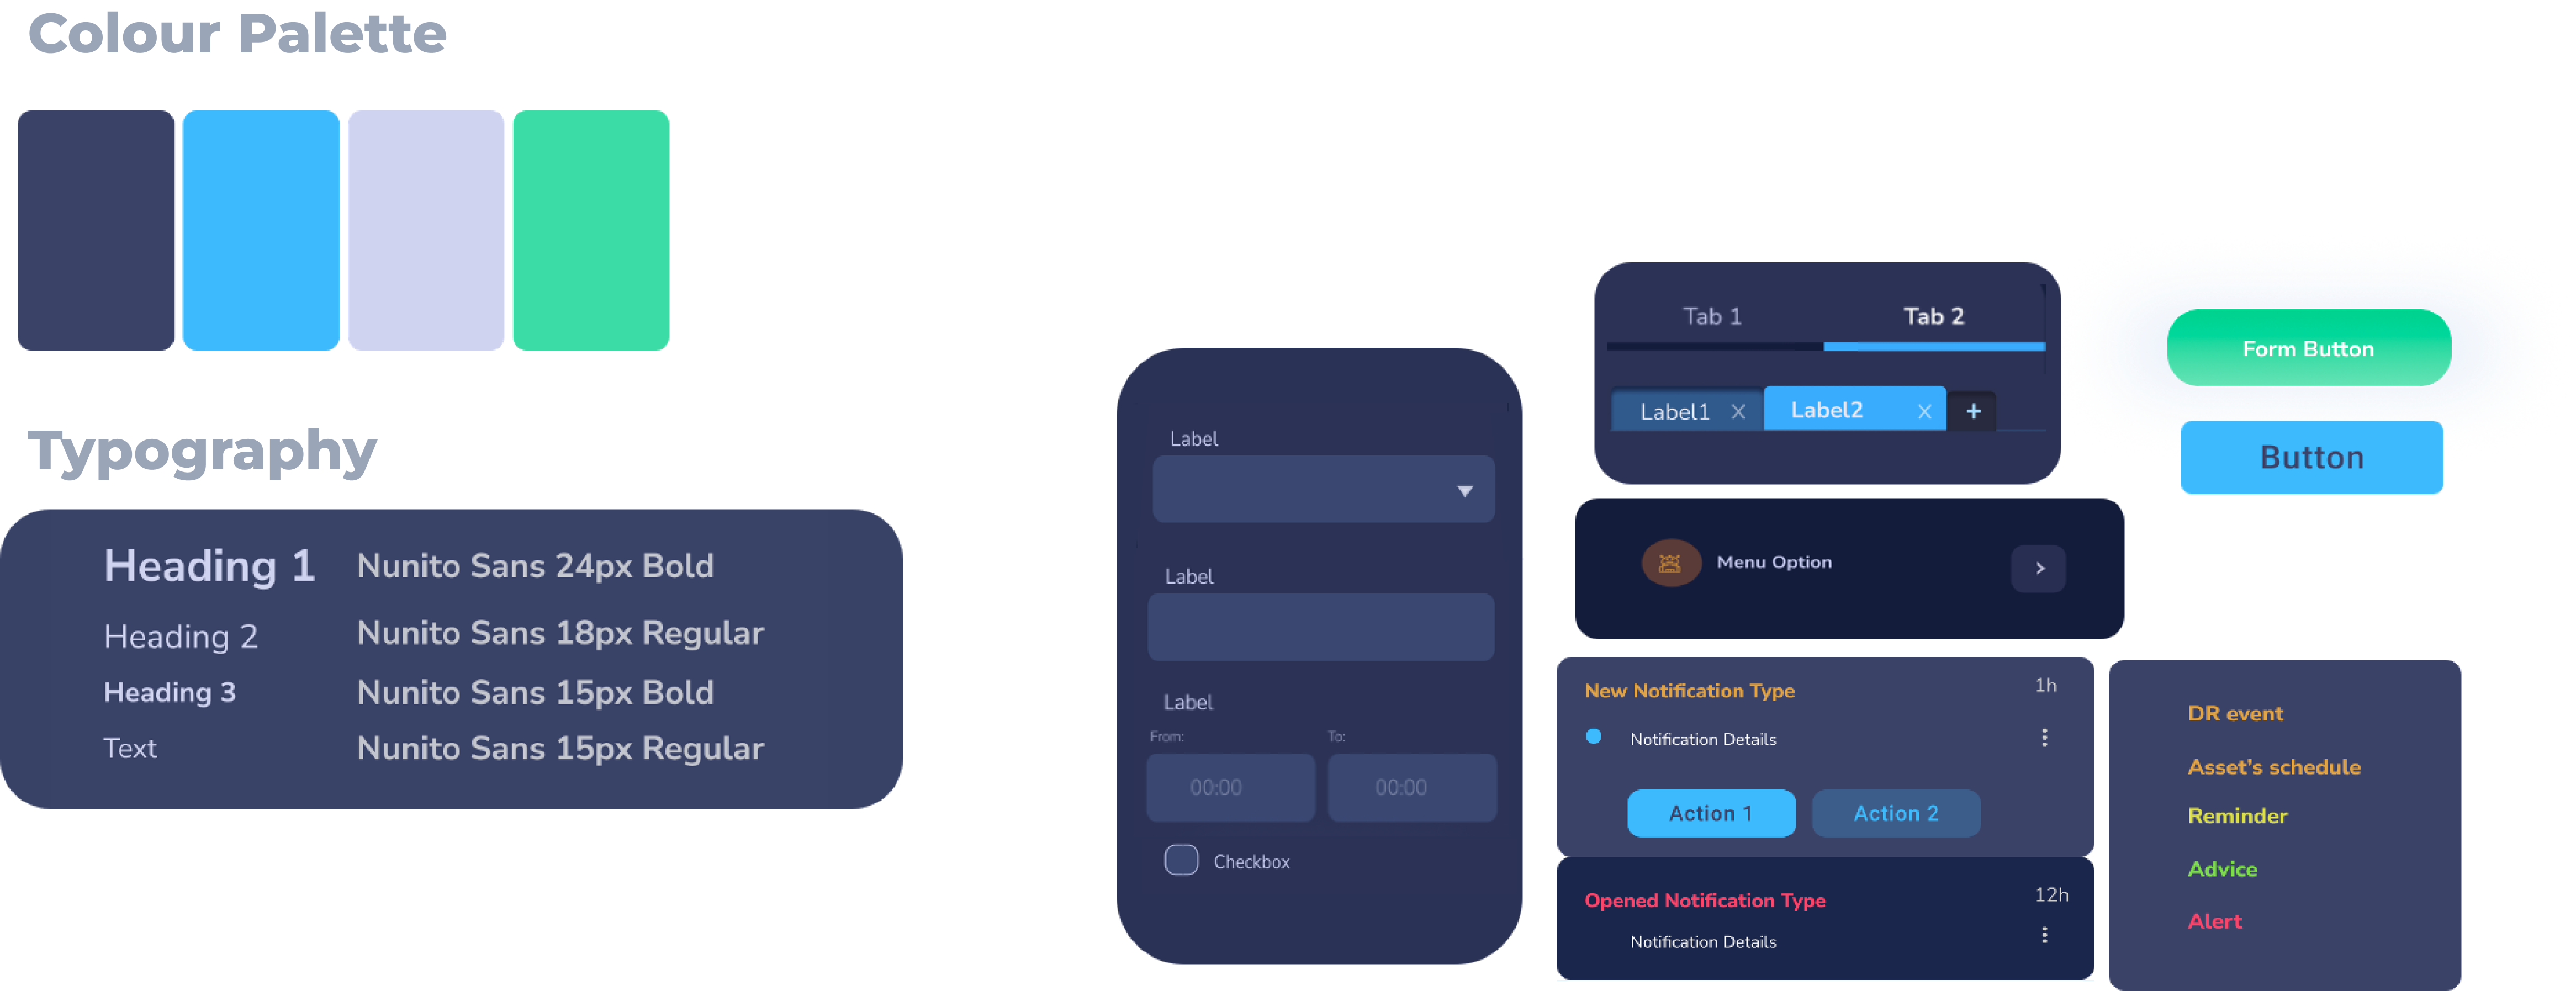 Colour Palette
Typography
Heading 1 Nunito Sans 24px Bold
Heading 2 Nunito Sans 18px Regular
Heading 3 Nunito Sans 15px Bold
Text Nunito Sans 15px Regular
Label
Label
Label
From: To:
00:00 00:00
Checkbox
Tab 1 Tab 2
Label1 X Label2 X +
Menu Option >
New Notification Type 1h
Notification Details
Action 1 Action 2
Opened Notification Type 12h
Notification Details
Form Button
Button
DR event
Asset's schedule
Reminder
Advice
Alert